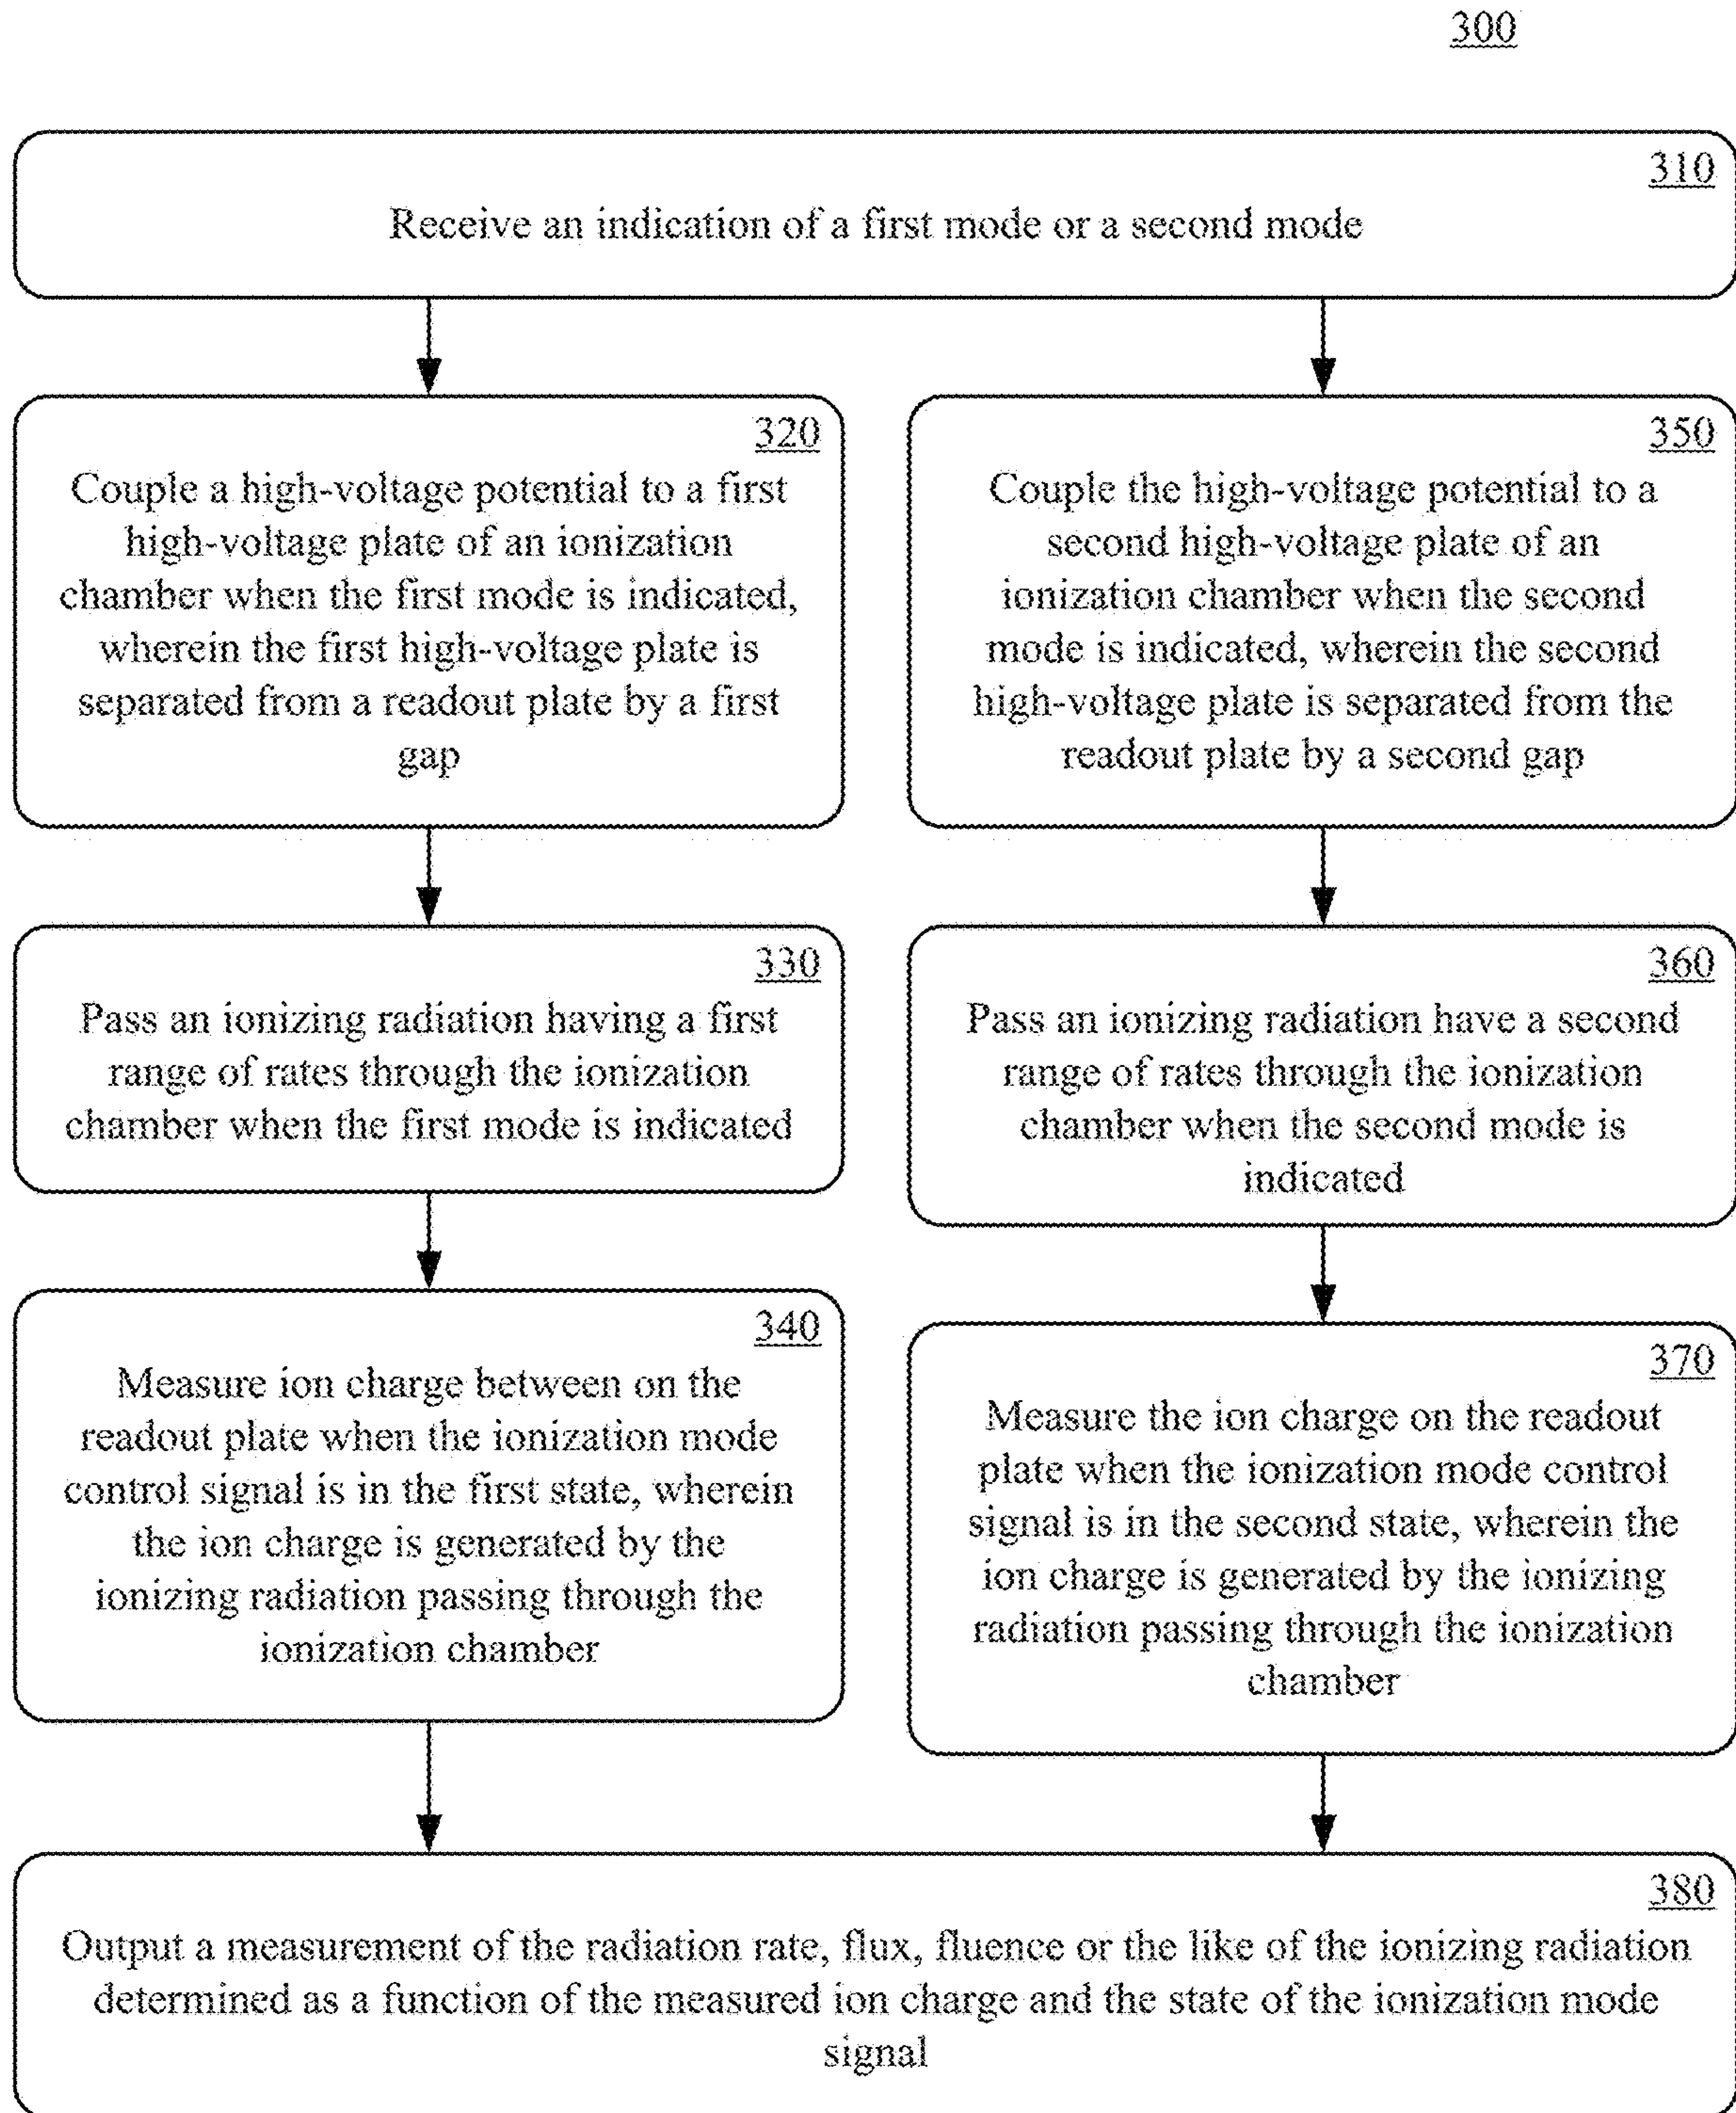 300
310
Receive an indication of a first mode or a second mode
320
Couple a high-voltage potential to a first
high-voltage plate of an ionization
chamber when the first mode is indicated,
wherein the first high-voltage plate is
separated from a readout plate by a first
gap
350
Couple the high-voltage potential to a
second high-voltage plate of an
ionization chamber when the second
mode is indicated, wherein the second
high-voltage plate is separated from the
readout plate by a second gap
330
Pass an ionizing radiation having a first
range of rates through the ionization
chamber when the first mode is indicated
360
Pass an ionizing radiation have a second
range of rates through the ionization
chamber when the second mode is
indicated
340
Measure ion charge between on the
readout plate when the ionization mode
control signal is in the first state, wherein
the ion charge is generated by the
ionizing radiation passing through the
ionization chamber
370
Measure the ion charge on the readout
plate when the ionization mode control
signal is in the second state, wherein the
ion charge is generated by the ionizing
radiation passing through the ionization
chamber
380
Output a measurement of the radiation rate, flux, fluence or the like of the ionizing radiation
determined as a function of the measured ion charge and the state of the ionization mode
signal